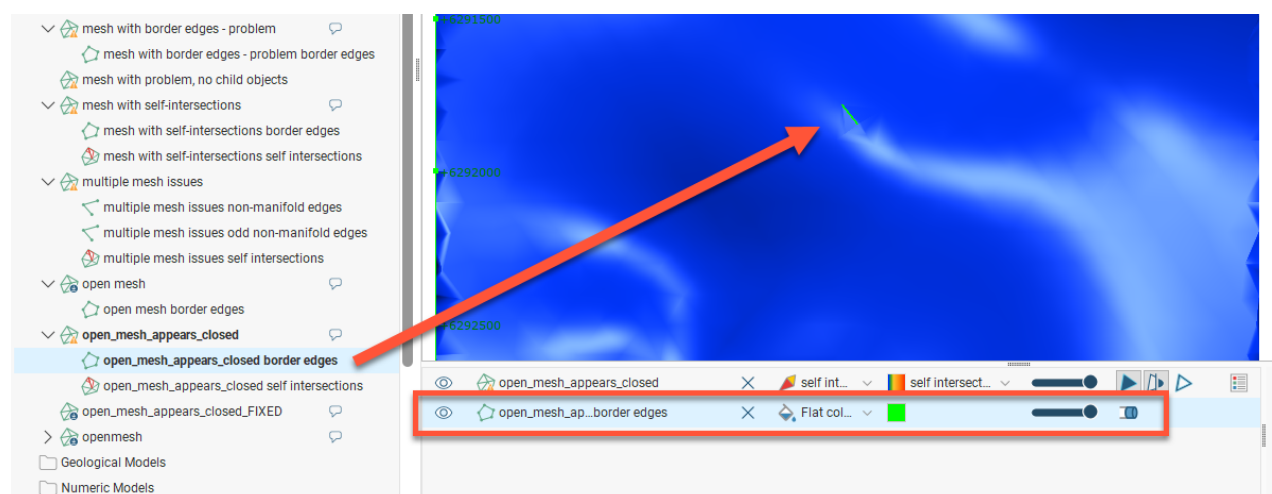 mesh with border edges - problem
mesh with border edges - problem border edges
mesh with problem, no child objects
mesh with self-intersections
mesh with self-intersections border edges
mesh with self-intersections self intersections
multiple mesh issues
multiple mesh issues non-manifold edges
multiple mesh issues odd non-manifold edges
multiple mesh issues self intersections
open mesh
open mesh border edges
open_mesh_appears_closed
open_mesh_appears_closed border edges
open_mesh_appears_closed self intersections
open_mesh_appears_closed_FIXED
openmesh
Geological Models
Numeric Models
+6291500
+6292000
+6292500
open_mesh_appears_closed self int... self intersect...
open_mesh_ap...border edges Flat col...